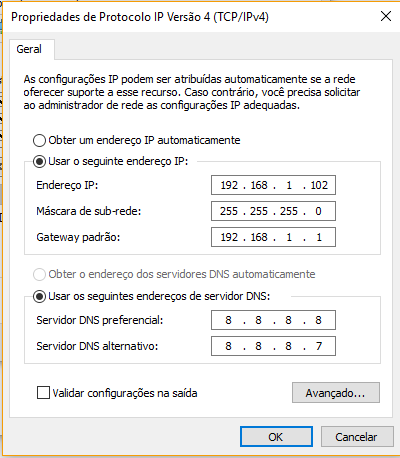 Propriedades de Protocolo IP Versão 4 (TCP/IPv4)
Geral
As configurações IP podem ser atribuídas automaticamente se a rede
oferecer suporte a esse recurso. Caso contrário, você precisa solicitar
ao administrador de rede as configurações IP adequadas.
Obter um endereço IP automaticamente
Usar o seguinte endereço IP:
Endereço IP: 192 . 168 . 1 . 102
Máscara de sub-rede: 255 . 255 . 255 . 0
Gateway padrão: 192 . 168 . 1 . 1
Obter o endereço dos servidores DNS automaticamente
Usar os seguintes endereços de servidor DNS:
Servidor DNS preferencial: 8 . 8 . 8 . 8
Servidor DNS alternativo: 8 . 8 . 8 . 7
Validar configurações na saída
Avançado...
OK
Cancelar